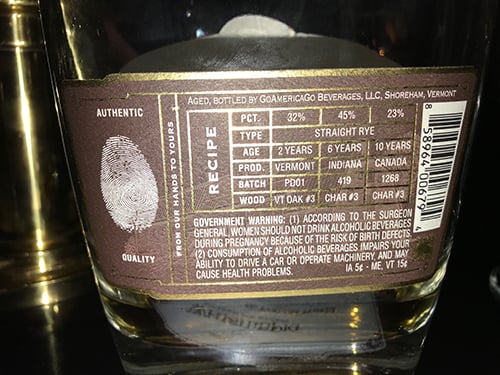 AGED, BOTTLED BY GOAMERICAGO BEVERAGES, LLC, SHOREHAM, VERMONT
AUTHENTIC
QUALITY
FROM OUR HANDS TO YOURS
RECIPE
PCT. 32% 45% 23%
TYPE STRAIGHT RYE
AGE 2 YEARS 6 YEARS 10 YEARS
PROD. VERMONT INDIANA CANADA
BATCH PD01 419 1268
WOOD VT OAK #3 CHAR #3 CHAR #3
GOVERNMENT WARNING: (1) ACCORDING TO THE SURGEON
GENERAL, WOMEN SHOULD NOT DRINK ALCOHOLIC BEVERAGES
DURING PREGNANCY BECAUSE OF THE RISK OF BIRTH DEFECTS.
(2) CONSUMPTION OF ALCOHOLIC BEVERAGES IMPAIRS YOUR
ABILITY TO DRIVE A CAR OR OPERATE MACHINERY, AND MAY
CAUSE HEALTH PROBLEMS.
IA 5¢ - ME, VT 15¢
8 58964 00670 4